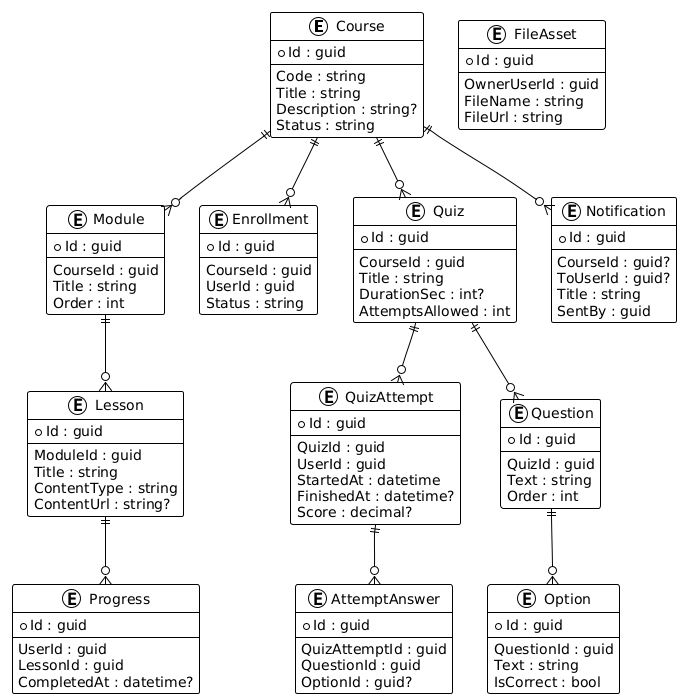 E Course
Id : guid
Code : string
Title : string
Description : string?
Status : string
E FileAsset
Id : guid
OwnerUserId : guid
FileName : string
FileUrl : string
E Module
Id : guid
CourseId : guid
Title : string
Order : int
E Enrollment
Id : guid
CourseId : guid
UserId : guid
Status : string
E Quiz
Id : guid
CourseId : guid
Title : string
DurationSec : int?
AttemptsAllowed : int
E Notification
Id : guid
CourseId : guid?
ToUserId : guid?
Title : string
SentBy : guid
E Lesson
Id : guid
ModuleId : guid
Title : string
ContentType : string
ContentUrl : string?
E QuizAttempt
Id : guid
QuizId : guid
UserId : guid
StartedAt : datetime
FinishedAt : datetime?
Score : decimal?
E Question
Id : guid
QuizId : guid
Text : string
Order : int
E Progress
Id : guid
UserId : guid
LessonId : guid
CompletedAt : datetime?
E AttemptAnswer
Id : guid
QuizAttemptId : guid
QuestionId : guid
OptionId : guid?
E Option
Id : guid
QuestionId : guid
Text : string
IsCorrect : bool